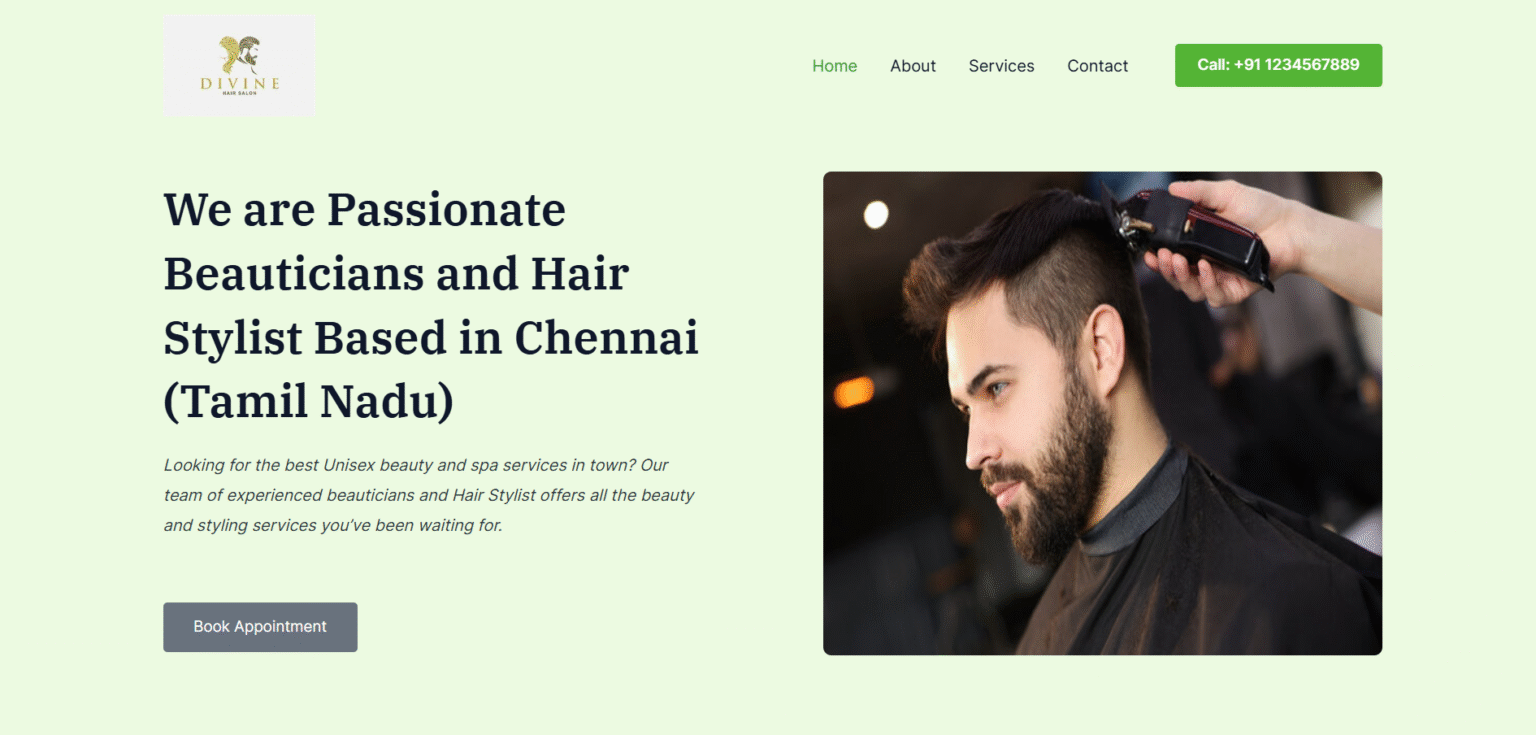 DIVINE
HAIR SALON
Home About Services Contact Call: +91 1234567889
We are Passionate
Beauticians and Hair
Stylist Based in Chennai
(Tamil Nadu)
Looking for the best Unisex beauty and spa services in town? Our
team of experienced beauticians and Hair Stylist offers all the beauty
and styling services you’ve been waiting for.
Book Appointment